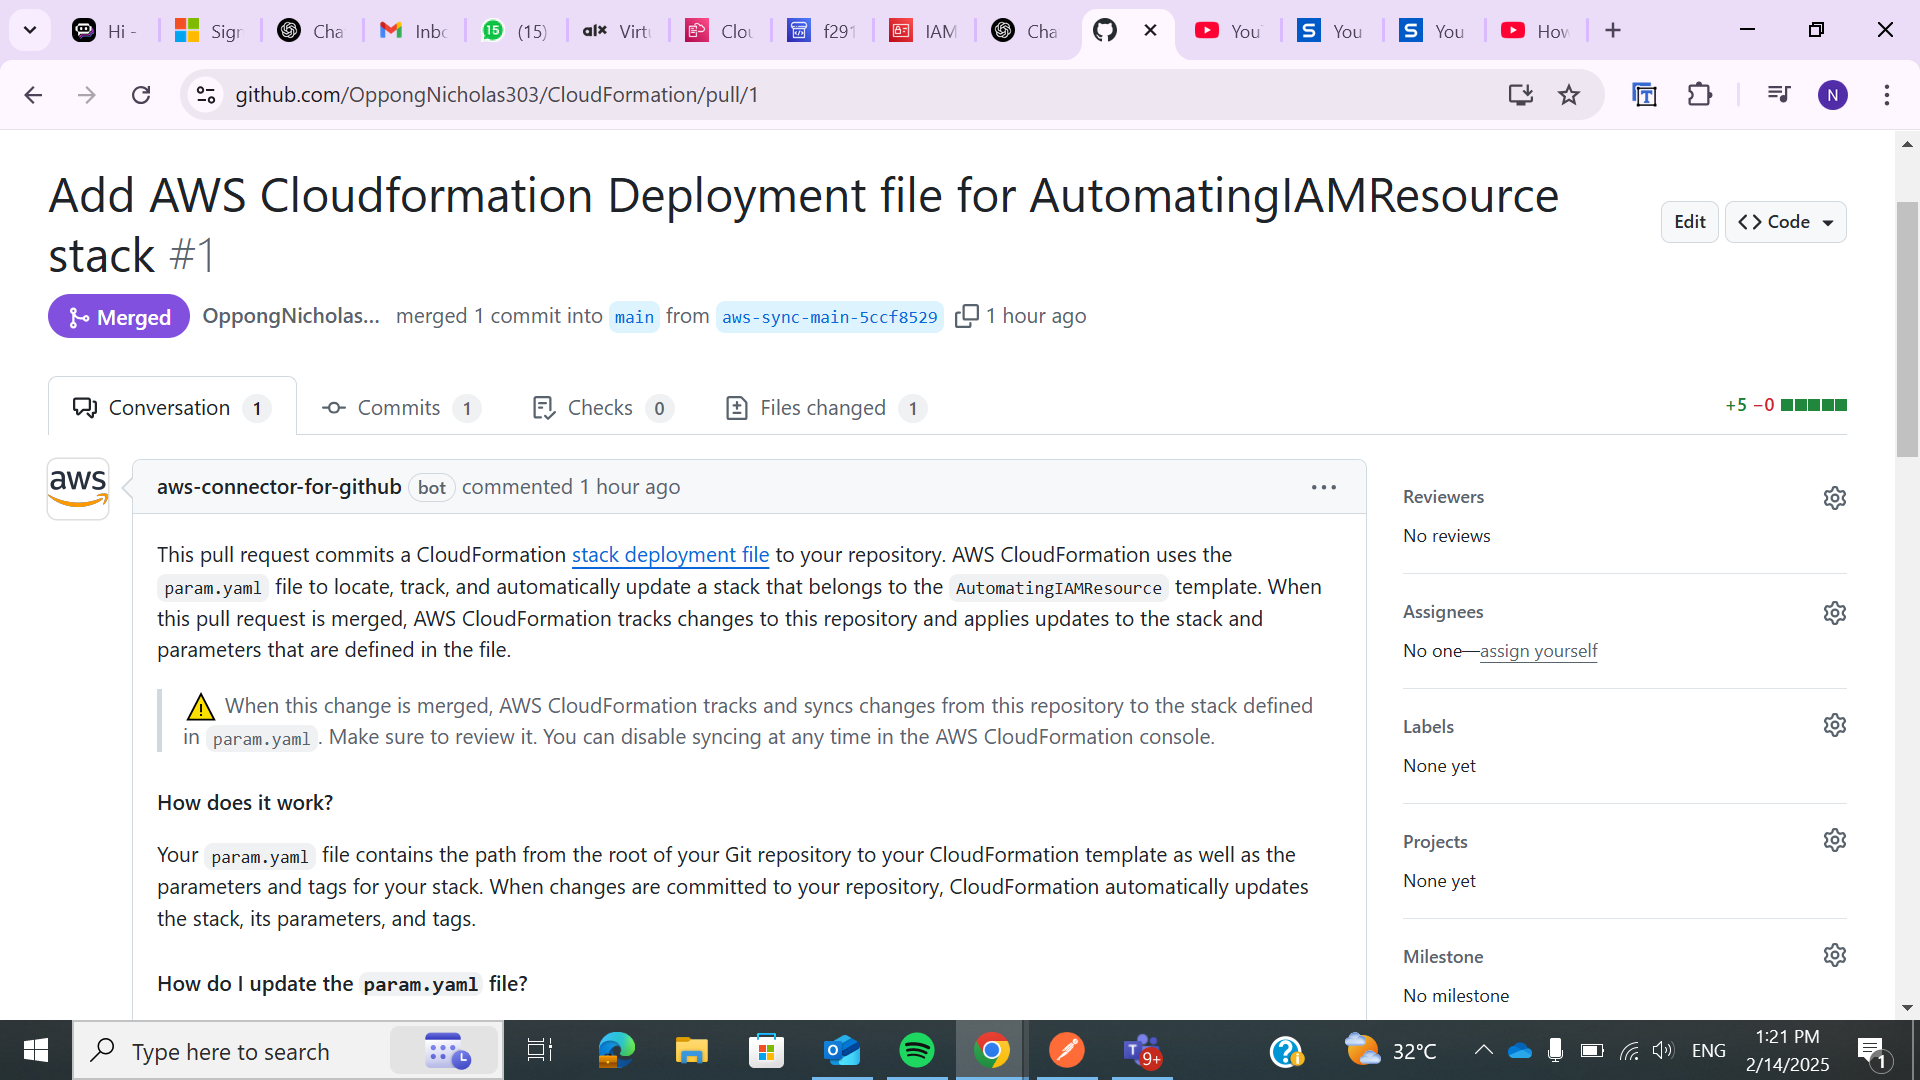 Hi -
Sign
Cha
Inbo
15
(15)
alx
Virtu
Clou
f291
IAM
Cha
You
S
You
S
You
How
github.com/OppongNicholas303/CloudFormation/pull/1
N
Add AWS Cloudformation Deployment file for AutomatingIAMResource
stack #1
Edit
Code
Merged
OppongNicholas... merged 1 commit into main from aws-sync-main-5ccf8529 1 hour ago
Conversation 1
Commits 1
Checks 0
Files changed 1
+5 −0
aws
aws-connector-for-github bot commented 1 hour ago
This pull request commits a CloudFormation stack deployment file to your repository. AWS CloudFormation uses the
param.yaml file to locate, track, and automatically update a stack that belongs to the AutomatingIAMResource template. When
this pull request is merged, AWS CloudFormation tracks changes to this repository and applies updates to the stack and
parameters that are defined in the file.
⚠ When this change is merged, AWS CloudFormation tracks and syncs changes from this repository to the stack defined
in param.yaml. Make sure to review it. You can disable syncing at any time in the AWS CloudFormation console.
How does it work?
Your param.yaml file contains the path from the root of your Git repository to your CloudFormation template as well as the
parameters and tags for your stack. When changes are committed to your repository, CloudFormation automatically updates
the stack, its parameters, and tags.
How do I update the param.yaml file?
Reviewers
No reviews
Assignees
No one—assign yourself
Labels
None yet
Projects
None yet
Milestone
No milestone
Type here to search
9+
32°C
ENG
1:21 PM
2/14/2025
1